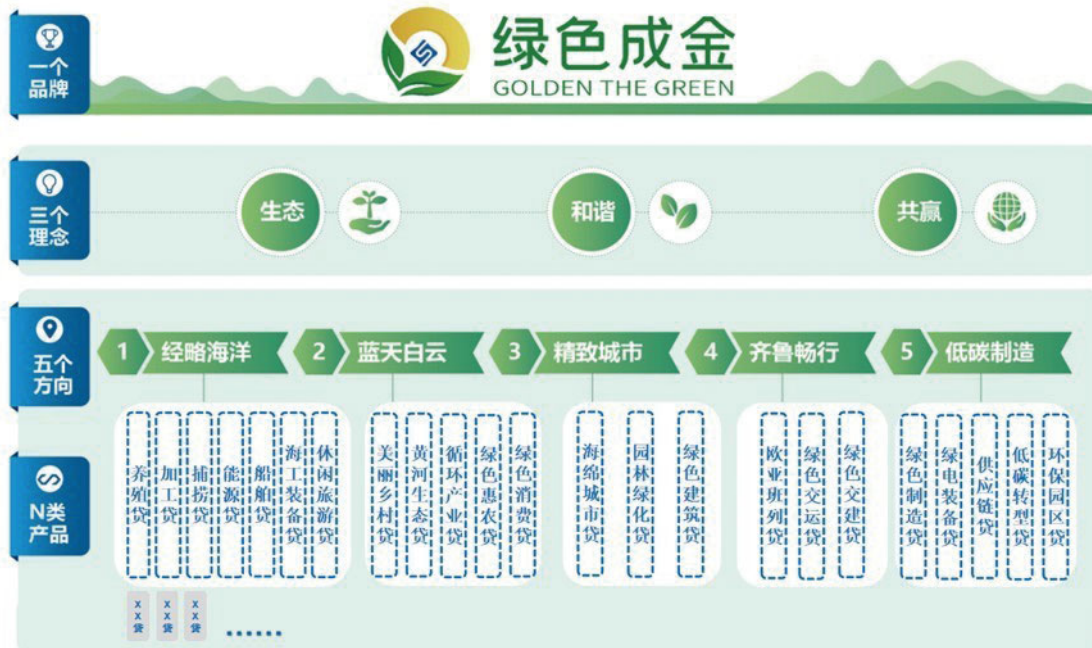 一个
品牌
绿色成金
GOLDEN THE GREEN
三个
理念
生态
和谐
共赢
五个
方向
1 经略海洋
2 蓝天白云
3 精致城市
4 齐鲁畅行
5 低碳制造
N类
产品
养殖贷
加工贷
捕捞贷
能源贷
船舶贷
海工装备贷
休闲旅游贷
美丽乡村贷
黄河生态贷
循环产业贷
绿色惠农贷
绿色消费贷
海绵城市贷
园林绿化贷
绿色建筑贷
欧亚班列贷
绿色交运贷
绿色交建贷
绿色制造贷
绿电装备贷
供应链贷
低碳转型贷
环保园区贷
XX贷
XX贷
XX贷
.......